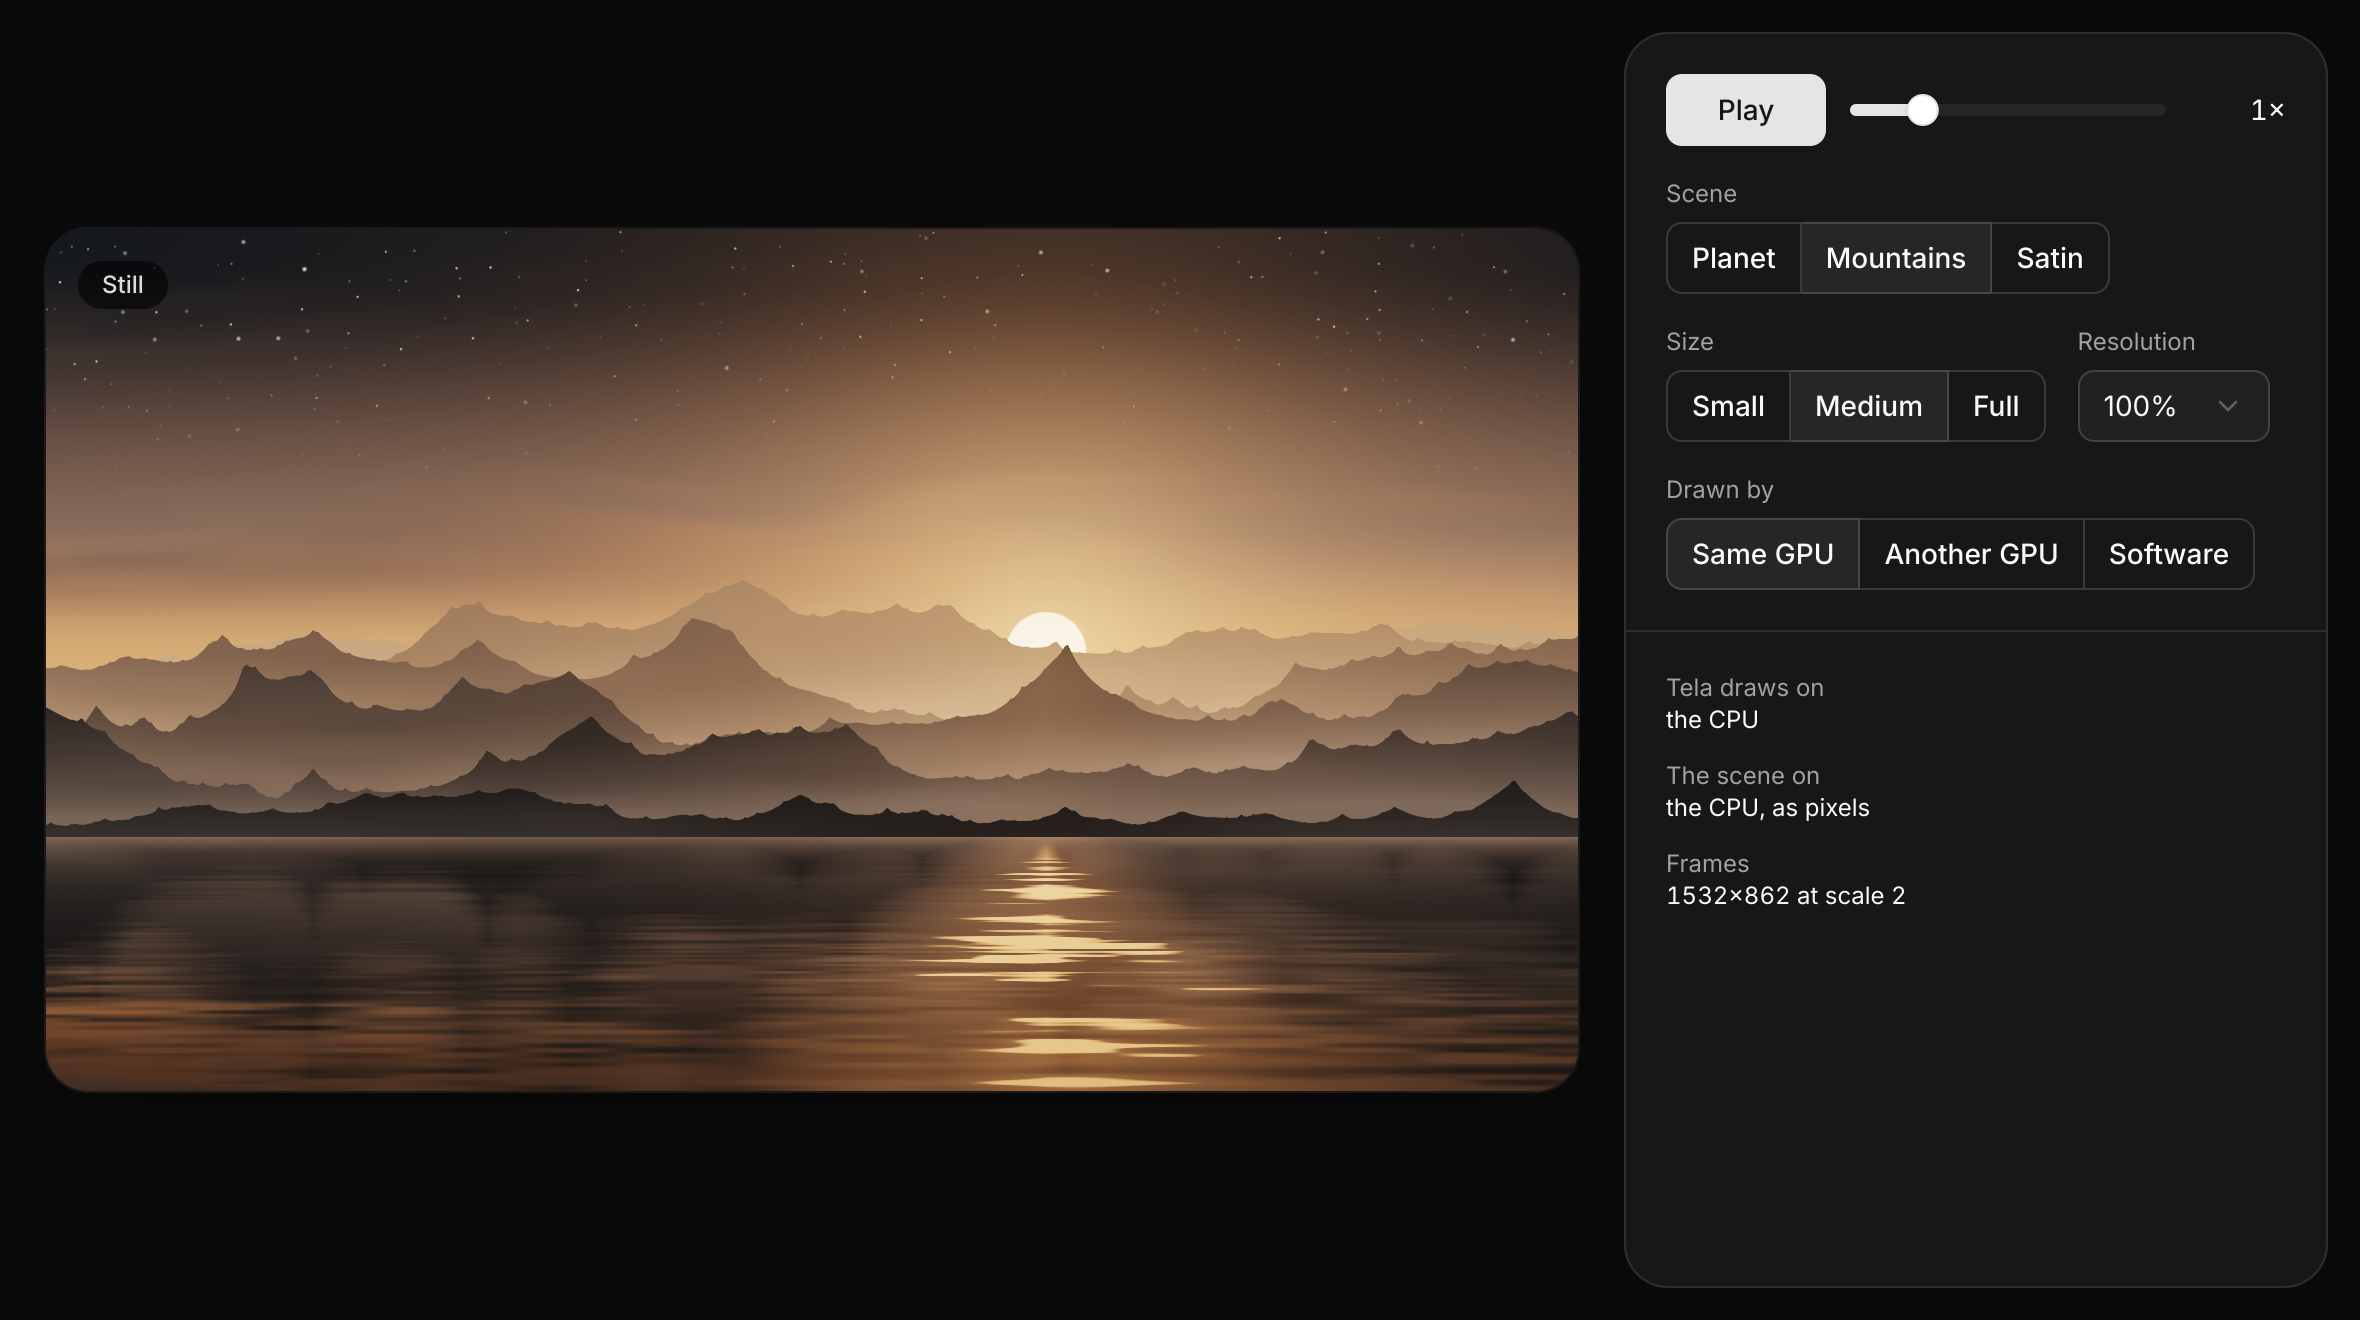 Still
Play
1×
Scene
Planet
Mountains
Satin
Size
Resolution
Small
Medium
Full
100%
Drawn by
Same GPU
Another GPU
Software
Tela draws on
the CPU
The scene on
the CPU, as pixels
Frames
1532×862 at scale 2